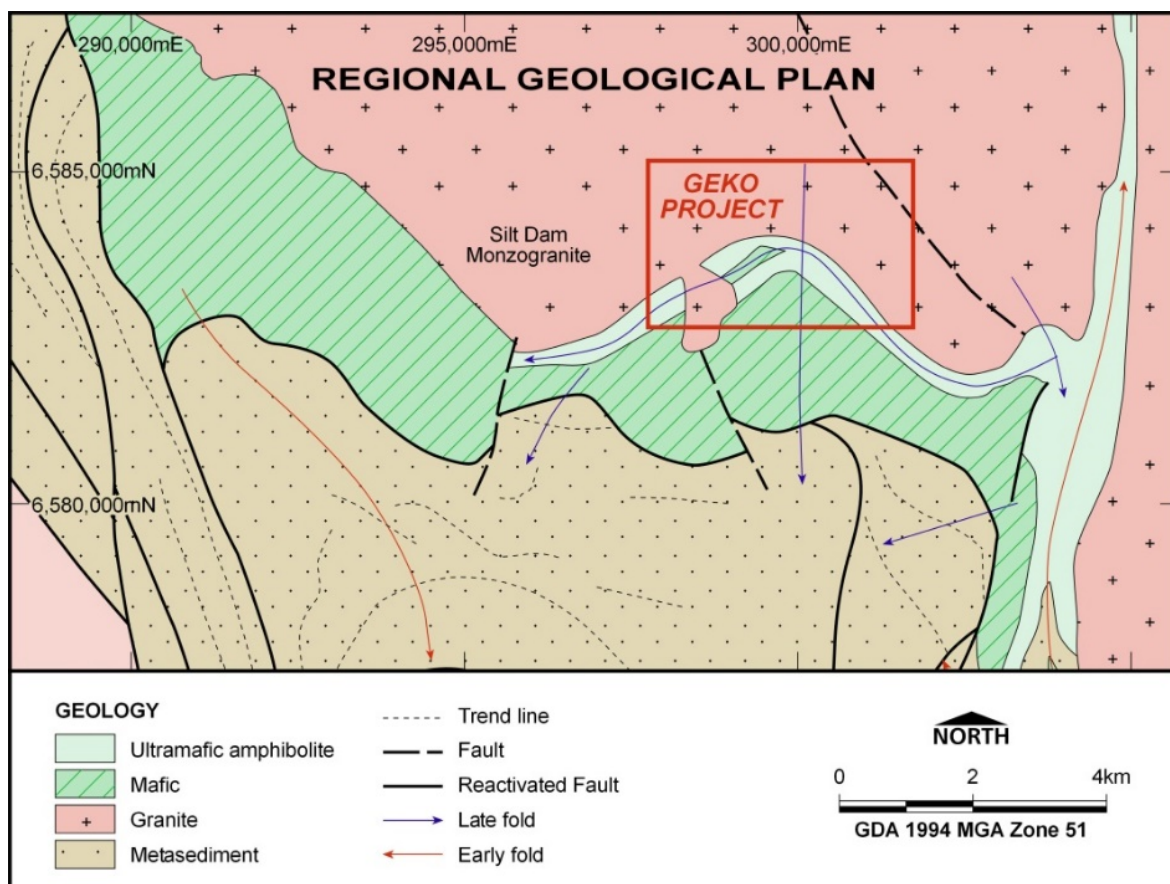 290,000mE
295,000mE
300,000mE
REGIONAL GEOLOGICAL PLAN
6,585,000mN
GEKO
PROJECT
Silt Dam
Monzogranite
6,580,000mN
GEOLOGY
Ultramafic amphibolite
Mafic
Granite
Metasediment
Trend line
Fault
Reactivated Fault
Late fold
Early fold
NORTH
0 2 4km
GDA 1994 MGA Zone 51